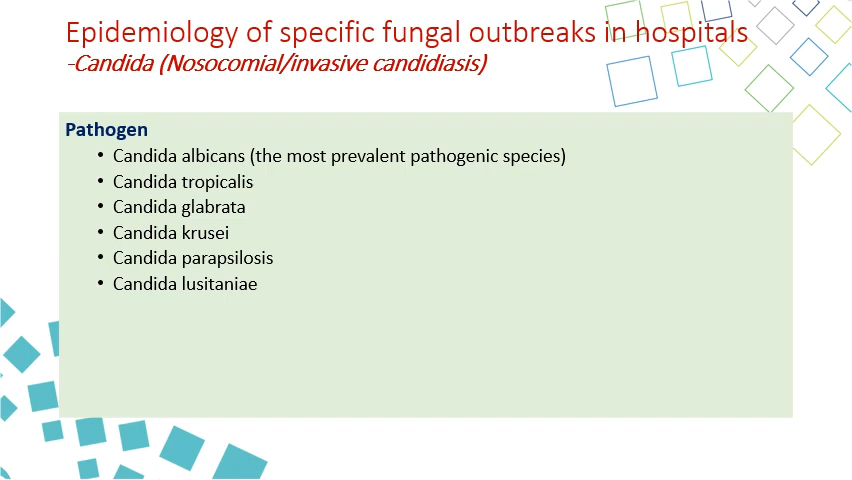 Epidemiology of specific fungal outbreaks in hospitals
-Candida (Nosocomial/invasive candidiasis)
Pathogen
• Candida albicans (the most prevalent pathogenic species)
• Candida tropicalis
• Candida glabrata
• Candida krusei
• Candida parapsilosis
• Candida lusitaniae